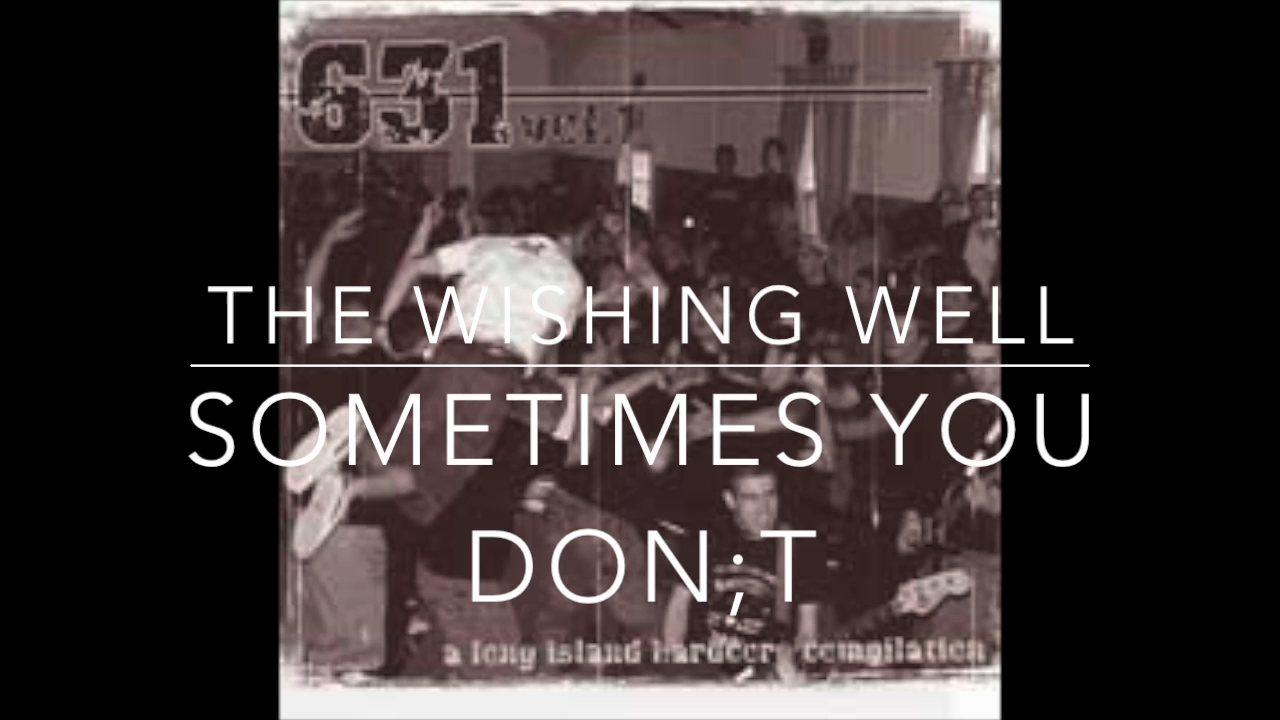 631 vol. 1
THE WISHING WELL
SOMETIMES YOU
DON;T
a long island hardcore compilation